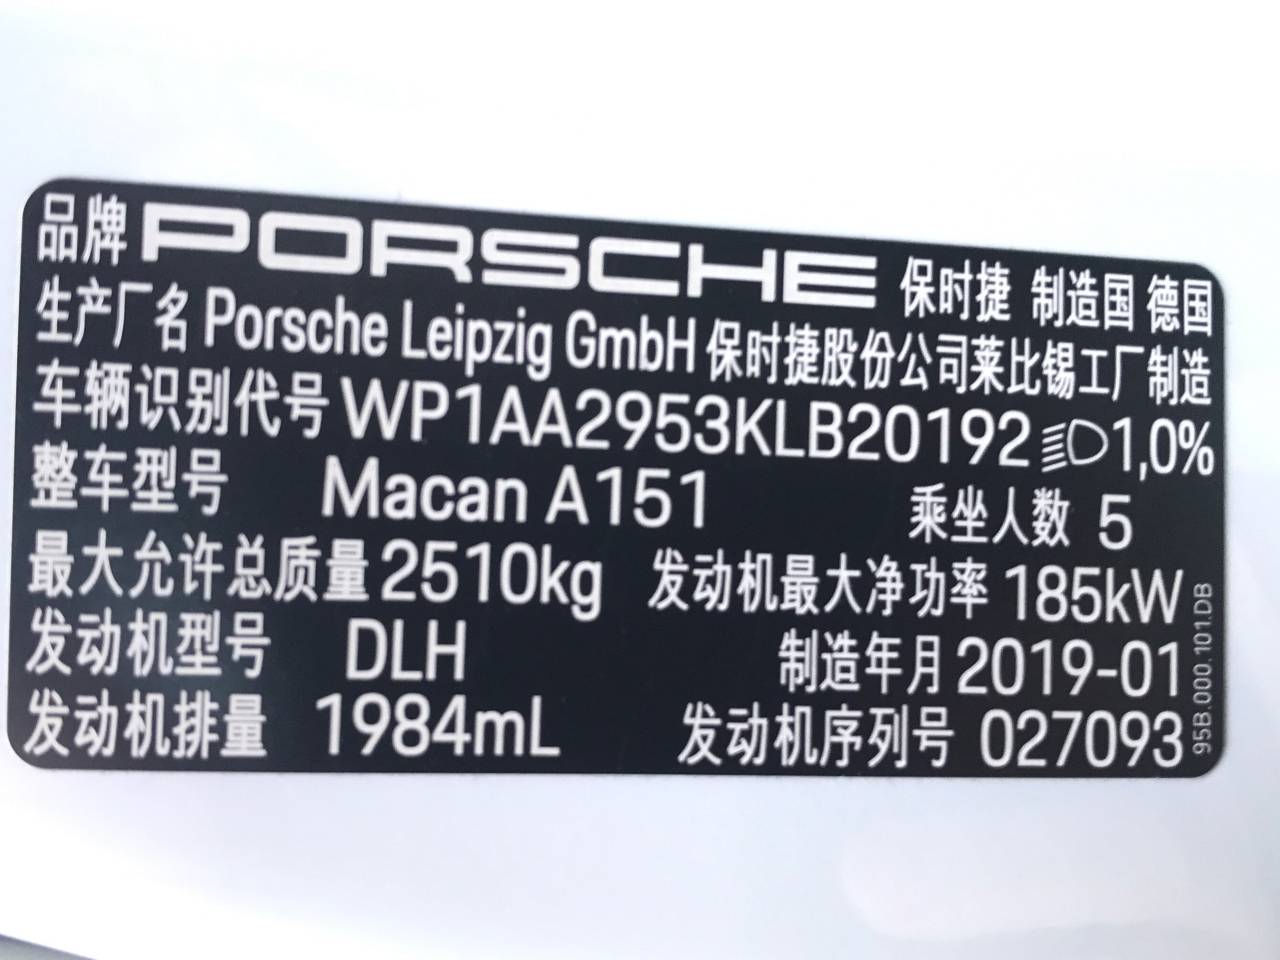 品牌 PORSCHE 保时捷 制造国 德国
生产厂名 Porsche Leipzig GmbH 保时捷股份公司莱比锡工厂制造
车辆识别代号 WP1AA2953KLB20192 1,0%
整车型号 Macan A151 乘坐人数 5
最大允许总质量 2510kg 发动机最大净功率 185kW
发动机型号 DLH 制造年月 2019-01
发动机排量 1984mL 发动机序列号 027093
95B.000.101.DB